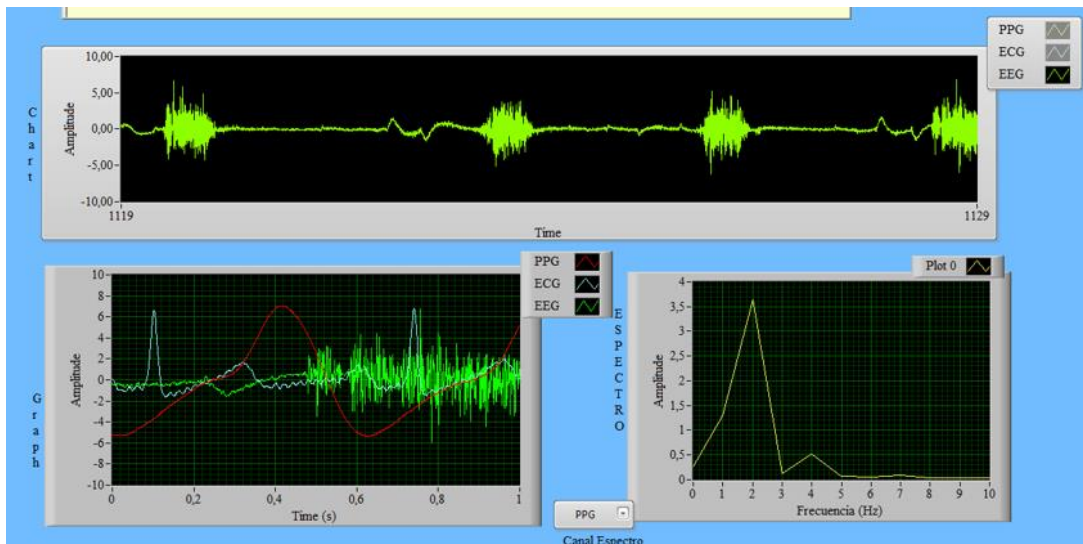 PPG
ECG
EEG
Chart
Amplitude
10,00
5,00
0,00
-5,00
-10,00
1119
1129
Time
PPG
ECG
EEG
Graph
Amplitude
10
8
6
4
2
0
-2
-4
-6
-8
-10
0
0,2
0,4
0,6
0,8
1
Time (s)
Plot 0
ESPECTRO
Amplitude
4
3,5
3
2,5
2
1,5
1
0,5
0
0
1
2
3
4
5
6
7
8
9
10
Frecuencia (Hz)
PPG
Canal Espectro